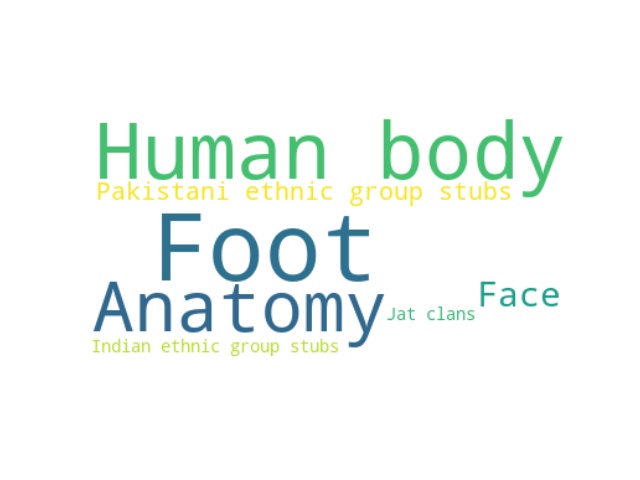 Human body
Pakistani ethnic group stubs
Foot
Anatomy
Face
Jat clans
Indian ethnic group stubs